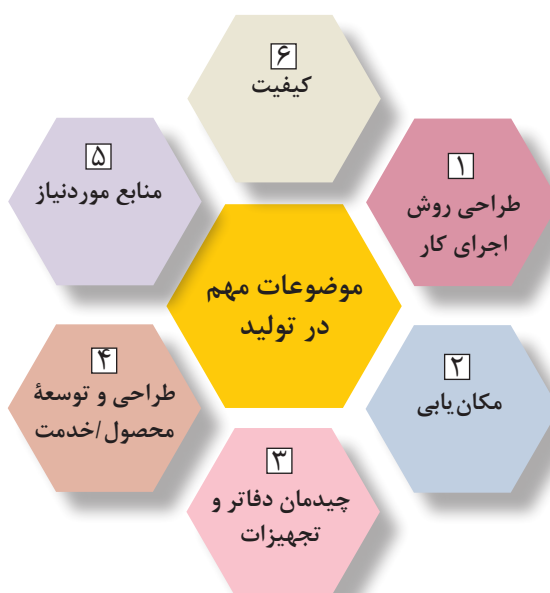 موضوعات مهم
در تولید
۱
طراحی روش
اجرای کار
۲
مکان‌یابی
۳
چیدمان دفاتر و
تجهیزات
۴
طراحی و توسعهٔ
محصول/خدمت
۵
منابع موردنیاز
۶
کیفیت